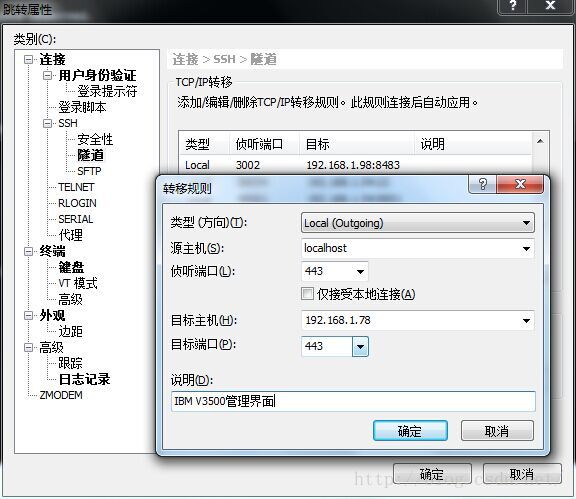 跳转属性
类别(C):
连接
用户身份验证
登录提示符
登录脚本
SSH
安全性
隧道
SFTP
TELNET
RLOGIN
SERIAL
代理
终端
键盘
VT 模式
高级
外观
边距
高级
跟踪
日志记录
ZMODEM
连接 > SSH > 隧道
TCP/IP转移
添加/编辑/删除TCP/IP转移规则。此规则连接后自动应用。
类型 侦听端口 目标 说明
Local 3002 192.168.1.98:8483
转移规则
类型 (方向)(T): Local (Outgoing)
源主机(S): localhost
侦听端口(L): 443
仅接受本地连接(A)
目标主机(H): 192.168.1.78
目标端口(P): 443
说明(D):
IBM V3500管理界面
确定 取消
确定 取消